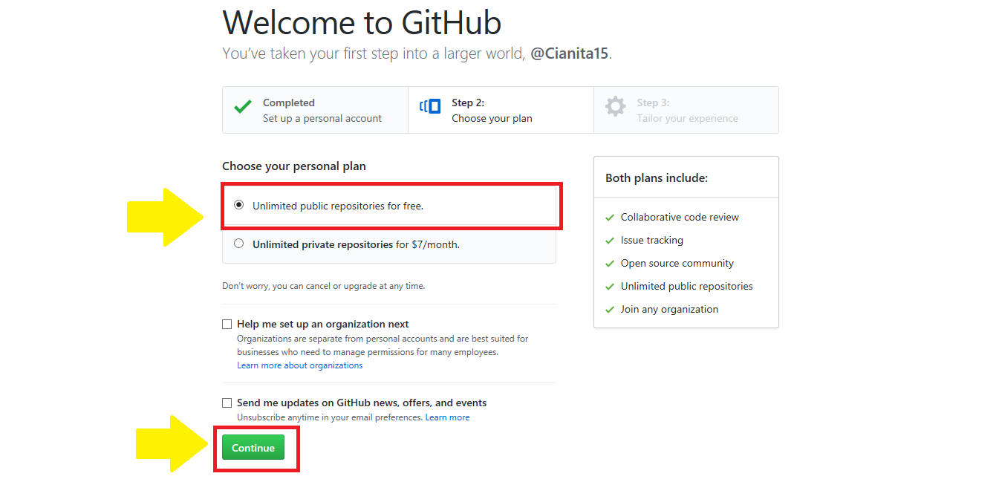 Welcome to GitHub
You've taken your first step into a larger world, @Cianita15.
Completed
Set up a personal account
Step 2:
Choose your plan
Step 3:
Tailor your experience
Choose your personal plan
Unlimited public repositories for free.
Unlimited private repositories for $7/month.
Don't worry, you can cancel or upgrade at any time.
Help me set up an organization next
Organizations are separate from personal accounts and are best suited for
businesses who need to manage permissions for many employees.
Learn more about organizations
Send me updates on GitHub news, offers, and events
Unsubscribe anytime in your email preferences. Learn more
Continue
Both plans include:
Collaborative code review
Issue tracking
Open source community
Unlimited public repositories
Join any organization